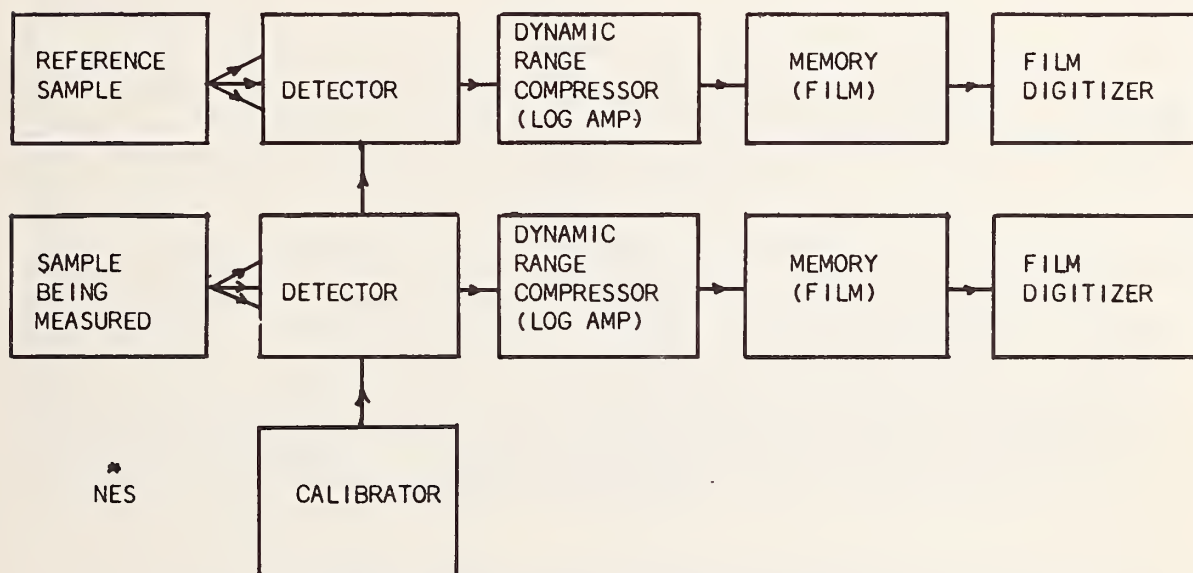 REFERENCE
SAMPLE
DETECTOR
DYNAMIC
RANGE
COMPRESSOR
(LOG AMP)
MEMORY
(FILM)
FILM
DIGITIZER
SAMPLE
BEING
MEASURED
DETECTOR
DYNAMIC
RANGE
COMPRESSOR
(LOG AMP)
MEMORY
(FILM)
FILM
DIGITIZER
*
NES
CALIBRATOR